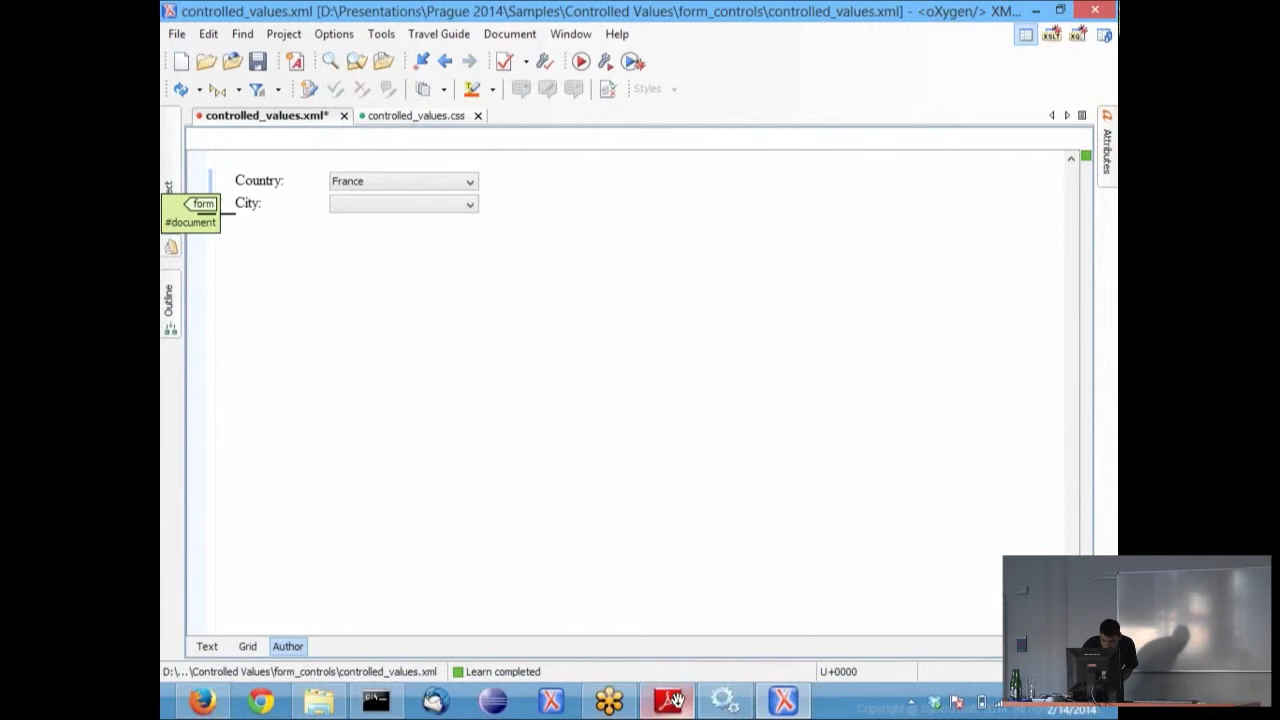 controlled_values.xml [D:\Presentations\Prague 2014\Samples\Controlled Values\form_controls\controlled_values.xml] - <oXygen/> XM...
File Edit Find Project Options Tools Travel Guide Document Window Help
Styles
controlled_values.xml* controlled_values.css
Attributes
Country: France
form City:
#document
Outline
Text Grid Author
D:\...\Controlled Values\form_controls\controlled_values.xml Learn completed U+0000
2/14/2014